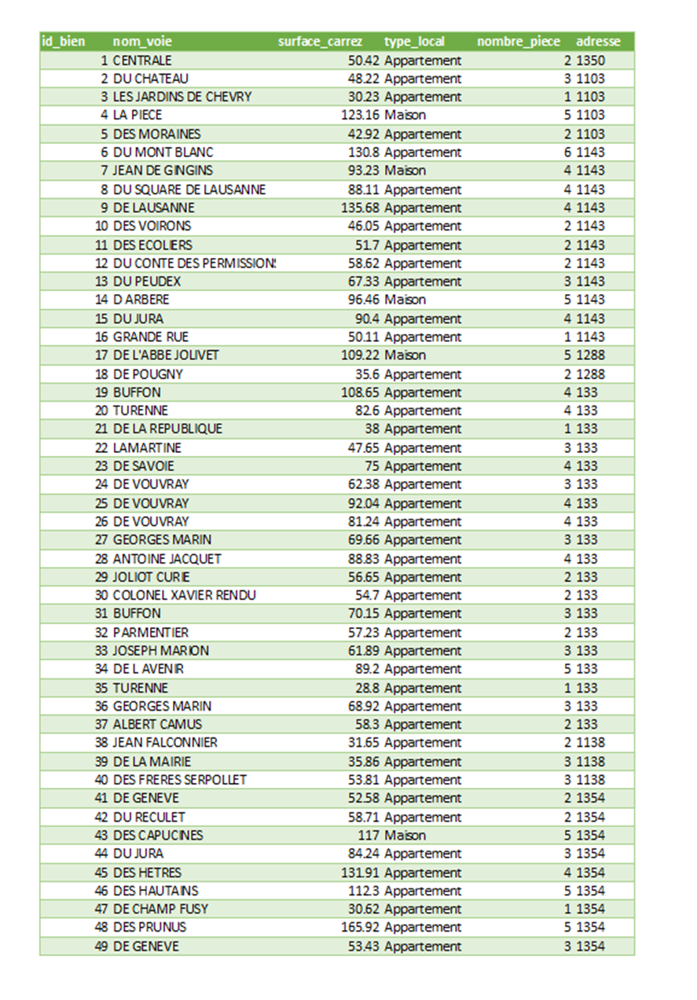 id_bien nom_voie surface_carrez type_local nombre_piece adresse
1 CENTRALE 50.42 Appartement 2 1350
2 DU CHATEAU 48.22 Appartement 3 1103
3 LES JARDINS DE CHEVRY 30.23 Appartement 1 1103
4 LA PIECE 123.16 Maison 5 1103
5 DES MORAINES 42.92 Appartement 2 1103
6 DU MONT BLANC 130.8 Appartement 6 1143
7 JEAN DE GINGINS 93.23 Maison 4 1143
8 DU SQUARE DE LAUSANNE 88.11 Appartement 4 1143
9 DE LAUSANNE 135.68 Appartement 4 1143
10 DES VOIRONS 46.05 Appartement 2 1143
11 DES ECOLIERS 51.7 Appartement 2 1143
12 DU CONTE DES PERMISSIONS 58.62 Appartement 2 1143
13 DU PEUDEX 67.33 Appartement 3 1143
14 D ARBERE 96.46 Maison 5 1143
15 DU JURA 90.4 Appartement 4 1143
16 GRANDE RUE 50.11 Appartement 1 1143
17 DE L'ABBE JOLIVET 109.22 Maison 5 1288
18 DE POUGNY 35.6 Appartement 2 1288
19 BUFFON 108.65 Appartement 4 133
20 TURENNE 82.6 Appartement 4 133
21 DE LA REPUBLIQUE 38 Appartement 1 133
22 LAMARTINE 47.65 Appartement 3 133
23 DE SAVOIE 75 Appartement 4 133
24 DE VOUVRAY 62.38 Appartement 3 133
25 DE VOUVRAY 92.04 Appartement 4 133
26 DE VOUVRAY 81.24 Appartement 4 133
27 GEORGES MARIN 69.66 Appartement 3 133
28 ANTOINE JACQUET 88.83 Appartement 4 133
29 JOLIOT CURIE 56.65 Appartement 2 133
30 COLONEL XAVIER RENDU 54.7 Appartement 2 133
31 BUFFON 70.15 Appartement 3 133
32 PARMENTIER 57.23 Appartement 2 133
33 JOSEPH MARION 61.89 Appartement 3 133
34 DE L AVENIR 89.2 Appartement 5 133
35 TURENNE 28.8 Appartement 1 133
36 GEORGES MARIN 68.92 Appartement 3 133
37 ALBERT CAMUS 58.3 Appartement 2 133
38 JEAN FALCONNIER 31.65 Appartement 2 1138
39 DE LA MAIRIE 35.86 Appartement 3 1138
40 DES FRERES SERPOLLET 53.81 Appartement 3 1138
41 DE GENEVE 52.58 Appartement 2 1354
42 DU RECULET 58.71 Appartement 2 1354
43 DES CAPUCINES 117 Maison 5 1354
44 DU JURA 84.24 Appartement 3 1354
45 DES HETRES 131.91 Appartement 4 1354
46 DES HAUTAINS 112.3 Appartement 5 1354
47 DE CHAMP FUSY 30.62 Appartement 1 1354
48 DES PRUNUS 165.92 Appartement 5 1354
49 DE GENEVE 53.43 Appartement 3 1354